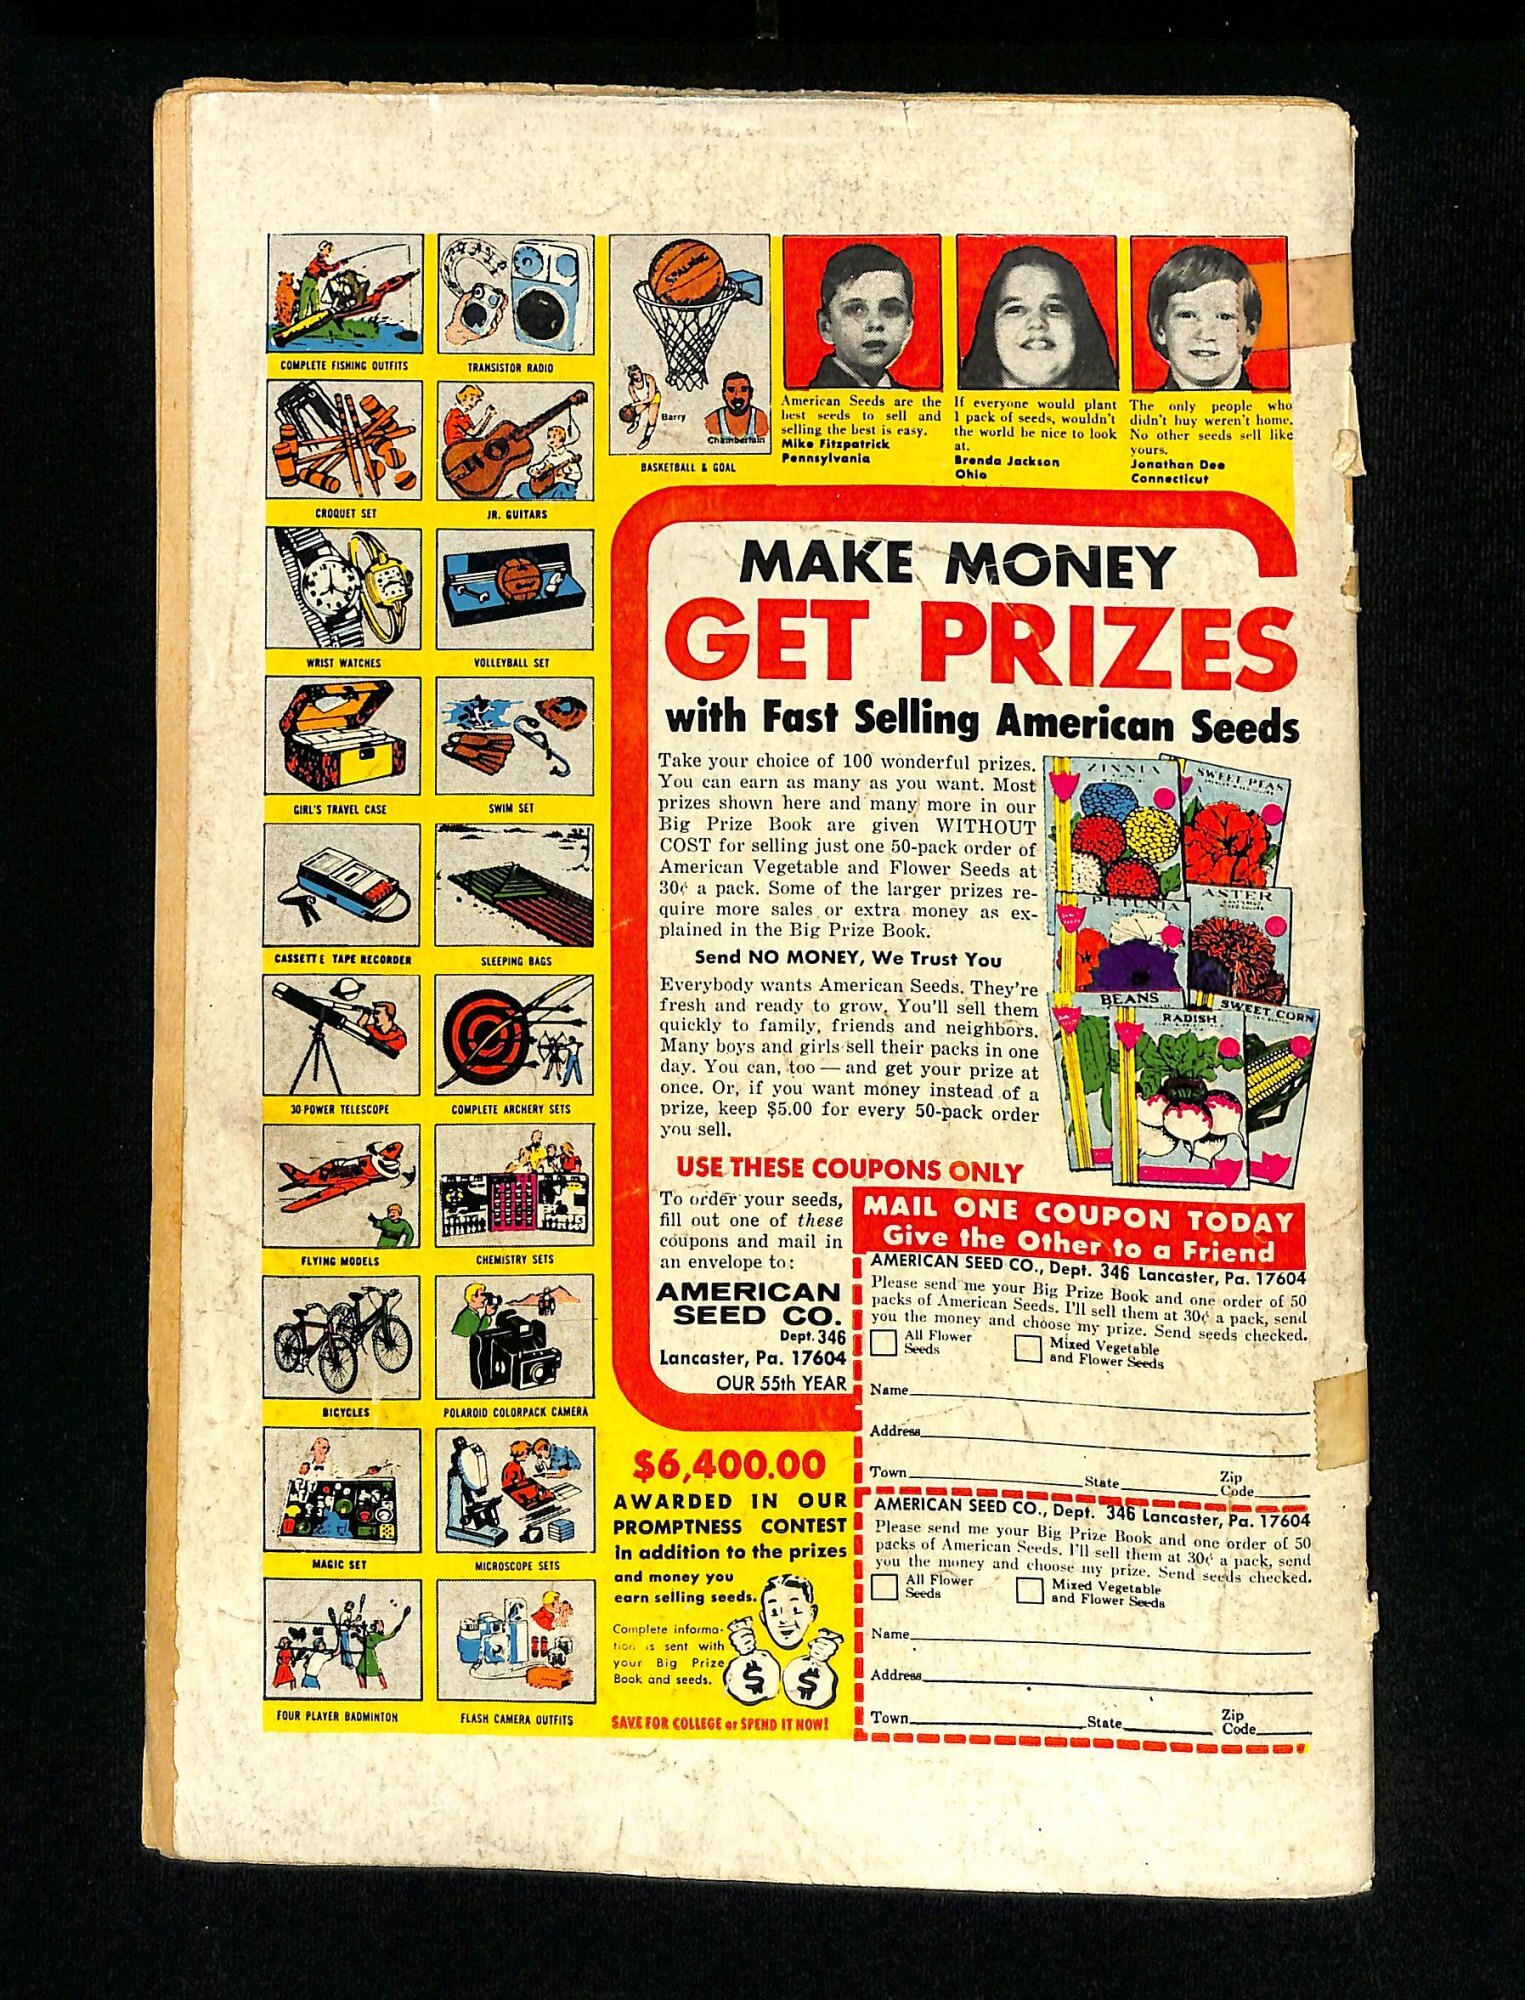 COMPLETE FISHING OUTFITS
TRANSISTOR RADIO
SPALDING
Barry
Chamberlain
BASKETBALL & GOAL
CROQUET SET
JR. GUITARS
WRIST WATCHES
VOLLEYBALL SET
GIRL'S TRAVEL CASE
SWIM SET
CASSETTE TAPE RECORDER
SLEEPING BAGS
30-POWER TELESCOPE
COMPLETE ARCHERY SETS
FLYING MODELS
CHEMISTRY SETS
BICYCLES
POLAROID COLORPACK CAMERA
MAGIC SET
MICROSCOPE SETS
FOUR PLAYER BADMINTON
FLASH CAMERA OUTFITS
American Seeds are the
best seeds to sell and
selling the best is easy.
Mike Fitzpatrick
Pennsylvania
If everyone would plant
1 pack of seeds, wouldn't
the world be nice to look
at.
Brenda Jackson
Ohio
The only people who
didn't buy weren't home.
No other seeds sell like
yours.
Jonathan Dee
Connecticut
MAKE MONEY
GET PRIZES
with Fast Selling American Seeds
Take your choice of 100 wonderful prizes.
You can earn as many as you want. Most
prizes shown here and many more in our
Big Prize Book are given WITHOUT
COST for selling just one 50-pack order of
American Vegetable and Flower Seeds at
30¢ a pack. Some of the larger prizes re-
quire more sales or extra money as ex-
plained in the Big Prize Book.
Send NO MONEY, We Trust You
Everybody wants American Seeds. They're
fresh and ready to grow. You'll sell them
quickly to family, friends and neighbors.
Many boys and girls sell their packs in one
day. You can, too — and get your prize at
once. Or, if you want money instead of a
prize, keep $5.00 for every 50-pack order
you sell.
ZINNIA
SWEET PEAS
PETUNIA
ASTER
BEANS
RADISH
SWEET CORN
USE THESE COUPONS ONLY
To order your seeds,
fill out one of these
coupons and mail in
an envelope to:
AMERICAN
SEED CO.
Dept. 346
Lancaster, Pa. 17604
OUR 55th YEAR
MAIL ONE COUPON TODAY
Give the Other to a Friend
AMERICAN SEED CO., Dept. 346 Lancaster, Pa. 17604
Please send me your Big Prize Book and one order of 50
packs of American Seeds. I'll sell them at 30¢ a pack, send
you the money and choose my prize. Send seeds checked.
All Flower
Seeds
Mixed Vegetable
and Flower Seeds
Name
Address
Town State Zip
Code
AMERICAN SEED CO., Dept. 346 Lancaster, Pa. 17604
Please send me your Big Prize Book and one order of 50
packs of American Seeds. I'll sell them at 30¢ a pack, send
you the money and choose my prize. Send seeds checked.
All Flower
Seeds
Mixed Vegetable
and Flower Seeds
Name
Address
Town State Zip
Code
$6,400.00
AWARDED IN OUR
PROMPTNESS CONTEST
in addition to the prizes
and money you
earn selling seeds.
Complete informa-
tion is sent with
your Big Prize
Book and seeds.
$ $
SAVE FOR COLLEGE or SPEND IT NOW!